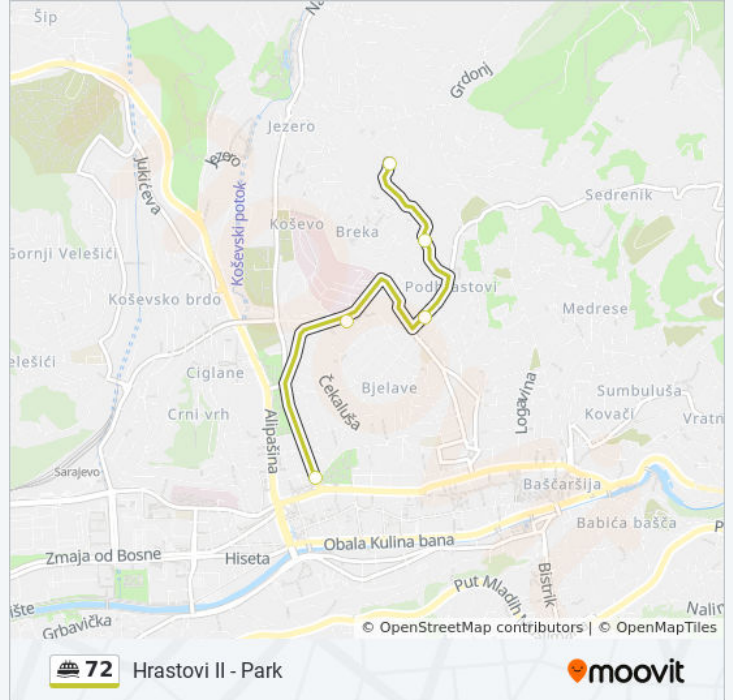 Šip
Grdonj
Jezero
Jezero
Jukićeva
Sedrenik
Koševski potok
Koševo
Breka
Gornji Velešići
Podhrastovi
Koševsko brdo
Medrese
elešići
Ciglane
Čekaluša
Bjelave
Logavina
Sumbuluša
Crni vrh
Kovači
Vratn
Alipašina
Sarajevo
Baščaršija
Babića bašča
Obala Kulina bana
Zmaja od Bosne
Hiseta
Bistrik
Put Mladih
Nalin
ište
Grbavička
© OpenStreetMap contributors | © OpenMapTiles
72 Hrastovi II - Park
moovit